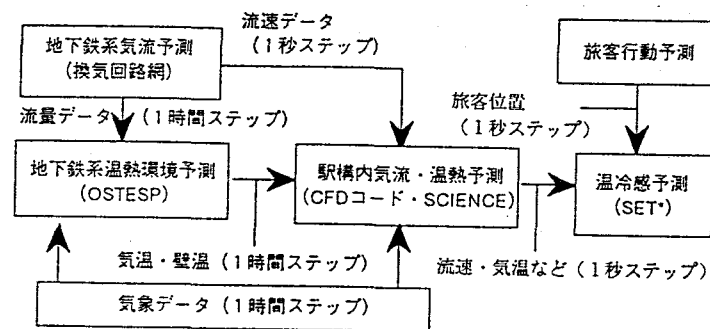 流速データ
(1秒ステップ)
地下鉄系気流予測
(換気回路網)
旅客行動予測
流量データ (1時間ステップ)
旅客位置
(1秒ステップ)
地下鉄系温熱環境予測
(OSTESP)
駅構内気流・温熱予測
(CFDコード・SCIENCE)
温冷感予測
(SET*)
気温・壁温 (1時間ステップ)
流速・気温など (1秒ステップ)
気象データ (1時間ステップ)